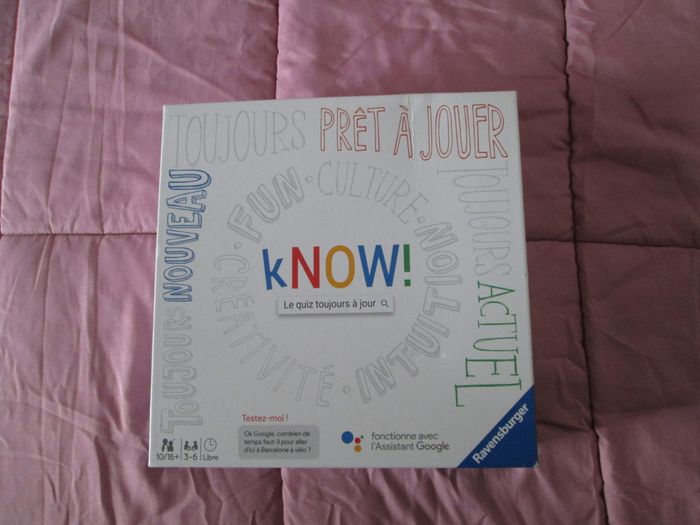 TOUJOURS PRÊT À JOUER
TOUJOURS NOUVEAU
TOUJOURS ACTUEL
FUN · CULTURE · INTUITION · CRÉATIVITÉ ·
kNOW!
Le quiz toujours à jour
Testez-moi !
Ok Google, combien de
temps faut-il pour aller
d'ici à Barcelone à vélo ?
fonctionne avec
l'Assistant Google
Ravensburger
10/16+ 3-6 Libre